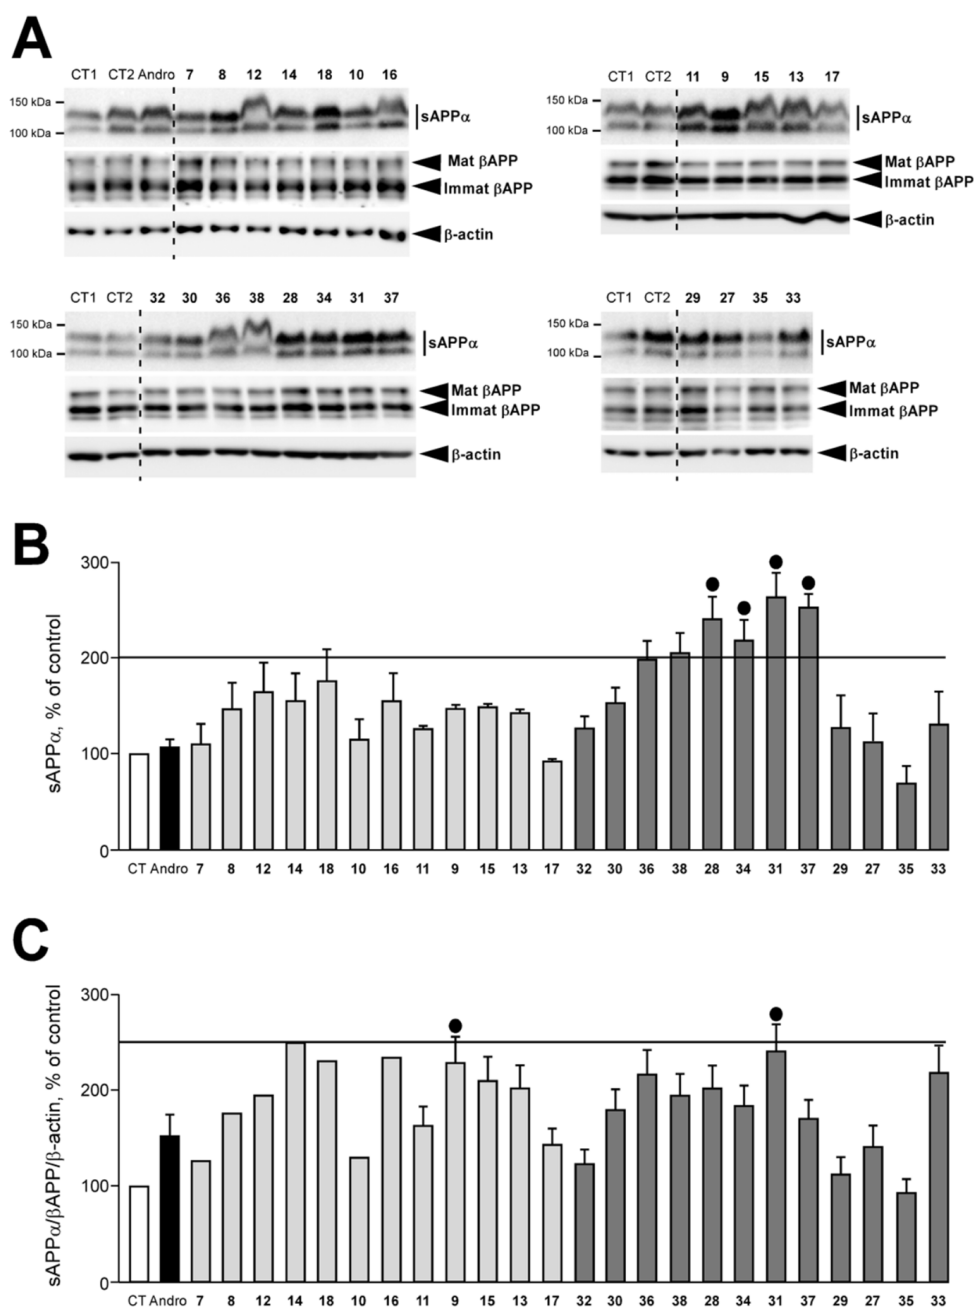 A
CT1 CT2 Andro 7 8 12 14 18 10 16
150 kDa
100 kDa
sAPPα
Mat βAPP
Immat βAPP
β-actin
CT1 CT2 11 9 15 13 17
150 kDa
100 kDa
sAPPα
Mat βAPP
Immat βAPP
β-actin
CT1 CT2 32 30 36 38 28 34 31 37
150 kDa
100 kDa
sAPPα
Mat βAPP
Immat βAPP
β-actin
CT1 CT2 29 27 35 33
150 kDa
100 kDa
sAPPα
Mat βAPP
Immat βAPP
β-actin
B
sAPPα, % of control
300
200
100
0
CT Andro 7 8 12 14 18 10 16 11 9 15 13 17 32 30 36 38 28 34 31 37 29 27 35 33
C
sAPPα/βAPP/β-actin, % of control
300
200
100
0
CT Andro 7 8 12 14 18 10 16 11 9 15 13 17 32 30 36 38 28 34 31 37 29 27 35 33